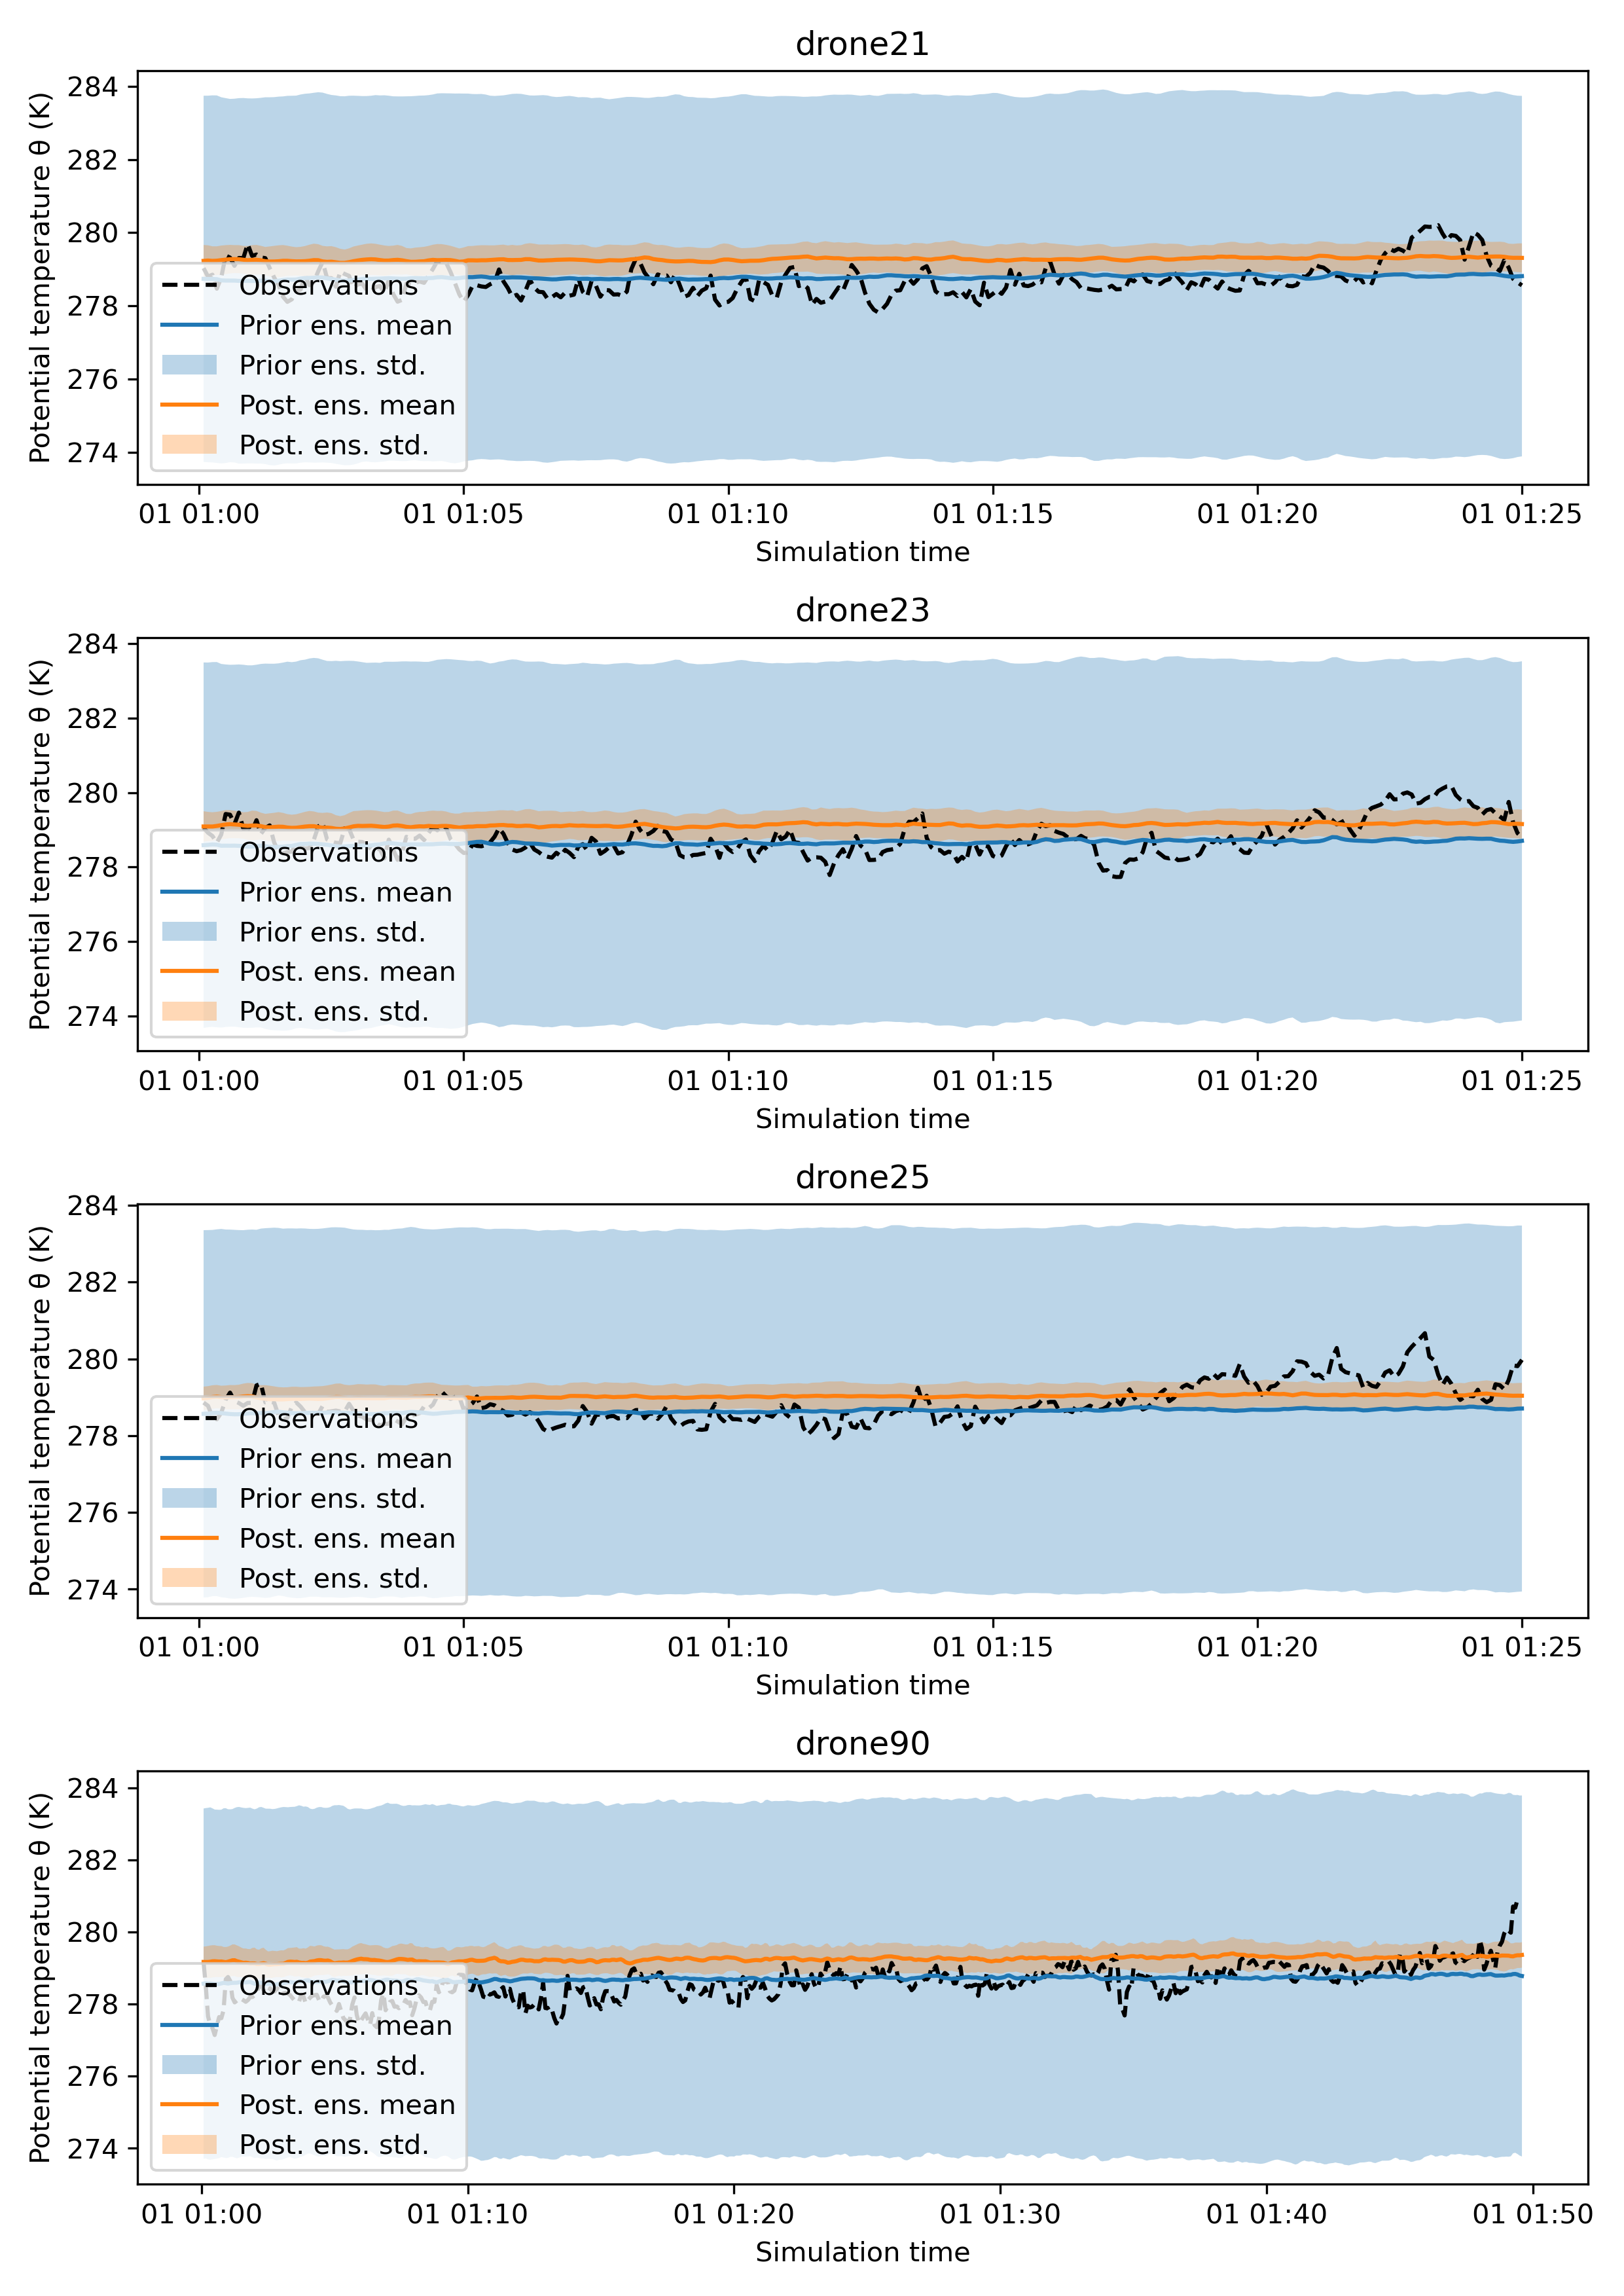 drone21
284
282
280
278
276
274
Potential temperature θ (K)
Observations
Prior ens. mean
Prior ens. std.
Post. ens. mean
Post. ens. std.
01 01:00 01 01:05 01 01:10 01 01:15 01 01:20 01 01:25
Simulation time
drone23
284
282
280
278
276
274
Potential temperature θ (K)
Observations
Prior ens. mean
Prior ens. std.
Post. ens. mean
Post. ens. std.
01 01:00 01 01:05 01 01:10 01 01:15 01 01:20 01 01:25
Simulation time
drone25
284
282
280
278
276
274
Potential temperature θ (K)
Observations
Prior ens. mean
Prior ens. std.
Post. ens. mean
Post. ens. std.
01 01:00 01 01:05 01 01:10 01 01:15 01 01:20 01 01:25
Simulation time
drone90
284
282
280
278
276
274
Potential temperature θ (K)
Observations
Prior ens. mean
Prior ens. std.
Post. ens. mean
Post. ens. std.
01 01:00 01 01:10 01 01:20 01 01:30 01 01:40 01 01:50
Simulation time